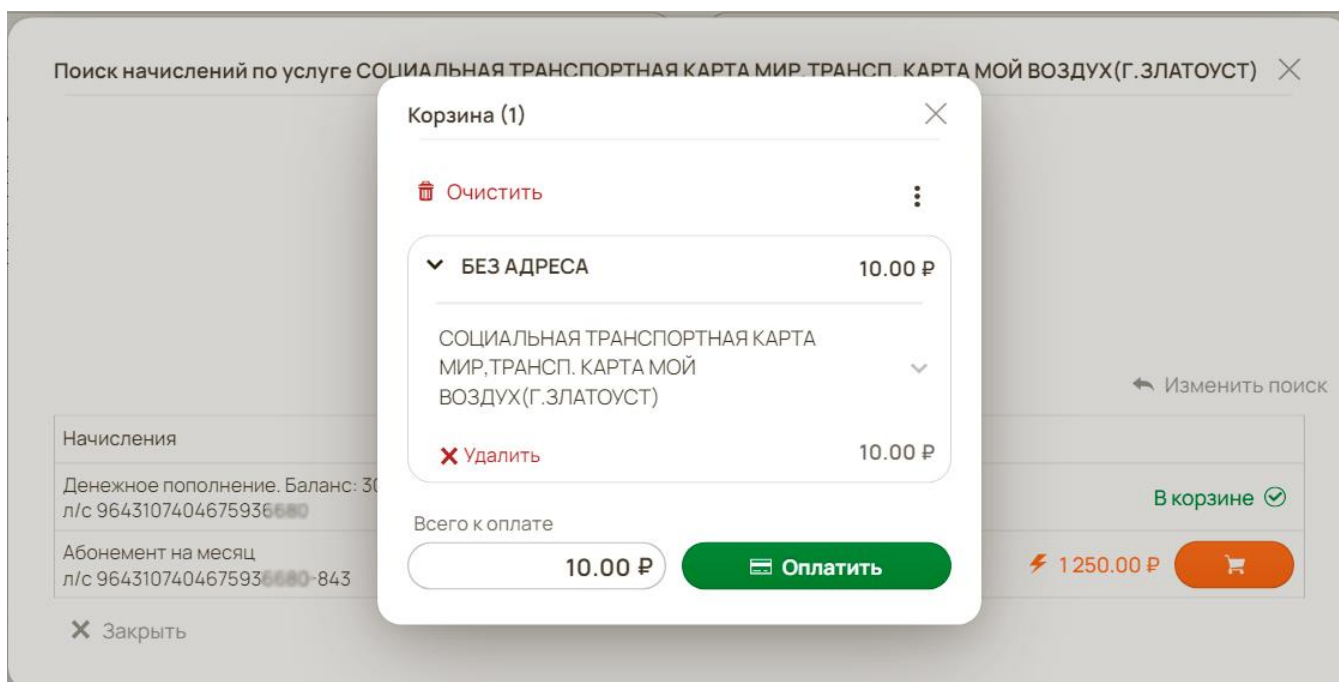 Поиск начислений по услуге СОЦИАЛЬНАЯ ТРАНСПОРТНАЯ КАРТА МИР,ТРАНСП. КАРТА МОЙ ВОЗДУХ(Г.ЗЛАТОУСТ)
Корзина (1)
Очистить
БЕЗ АДРЕСА 10.00 ₽
СОЦИАЛЬНАЯ ТРАНСПОРТНАЯ КАРТА
МИР,ТРАНСП. КАРТА МОЙ
ВОЗДУХ(Г.ЗЛАТОУСТ)
Удалить 10.00 ₽
Всего к оплате
10.00 ₽ Оплатить
Изменить поиск
Начисления
Денежное пополнение. Баланс:
л/с 964310740467593
В корзине
Абонемент на месяц
л/с 964310740467593 -843
1 250.00 ₽
Закрыть